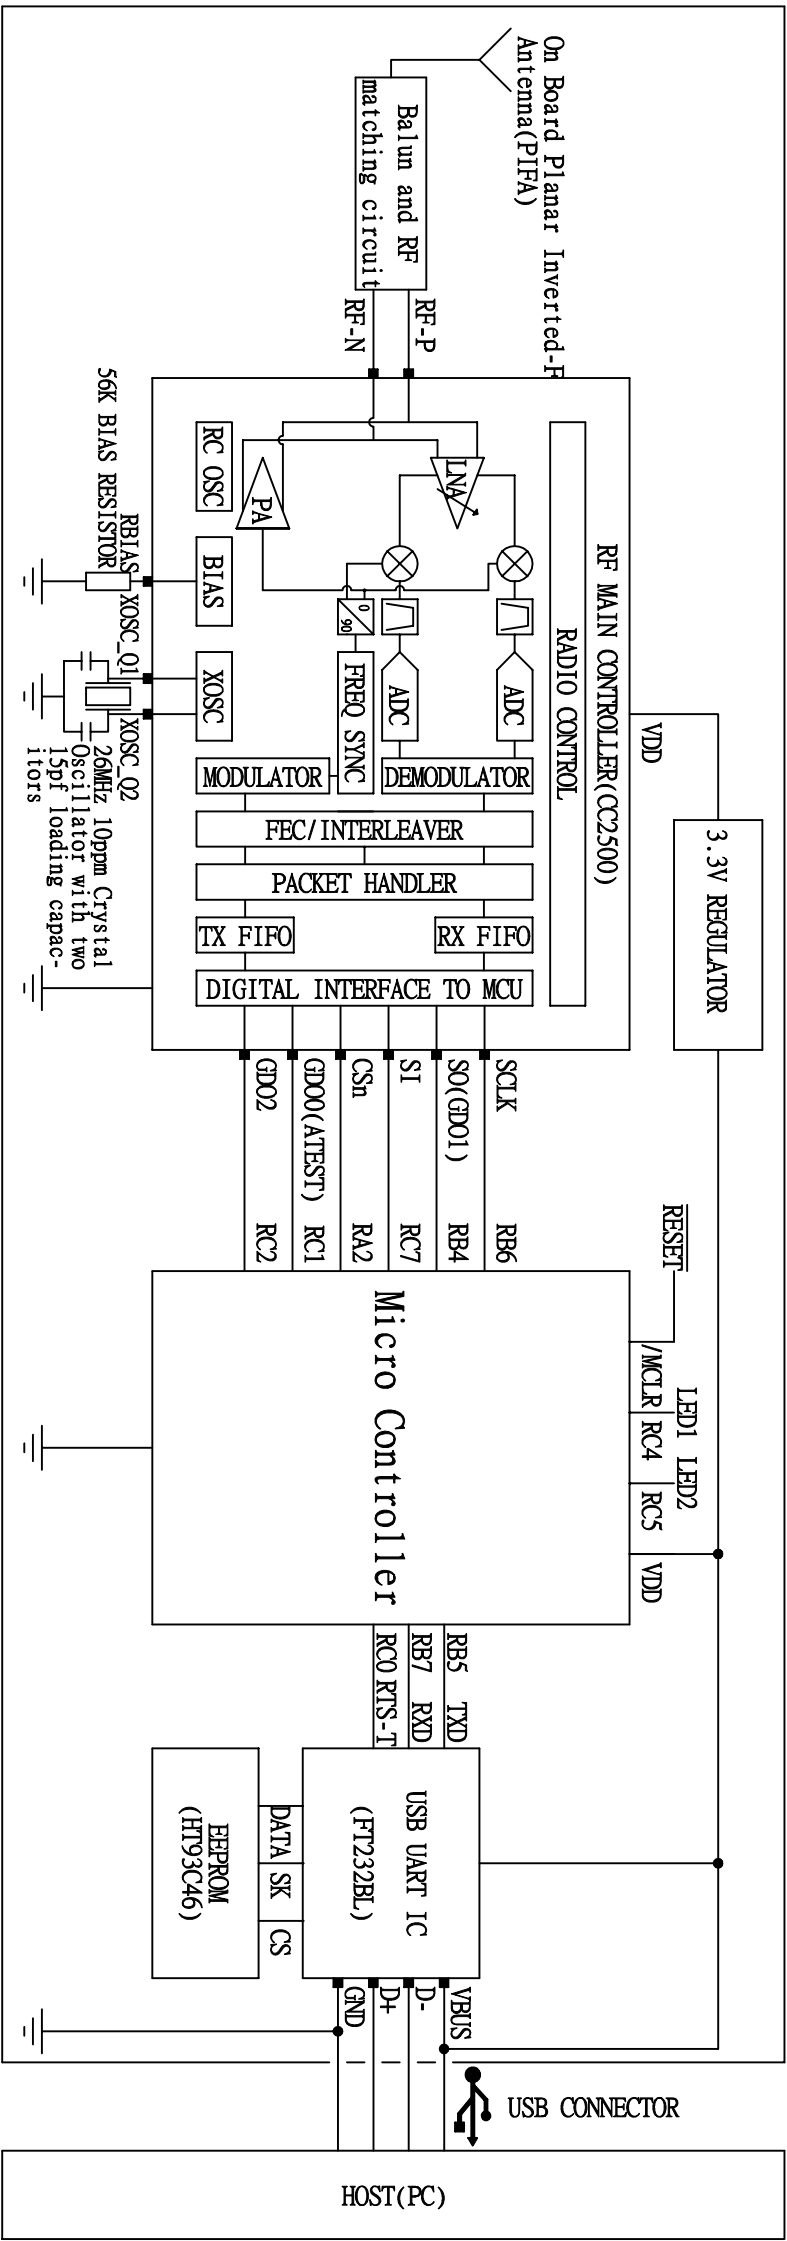 On Board Planar Inverted-F
Antenna(PIFA)
Balun and RF
matching circuit
RF-P
RF-N
RF MAIN CONTROLLER(CC2500)
RADIO CONTROL
LNA
PA
RC OSC
BIAS
XOSC
0
90
FREQ SYNC
ADC
ADC
MODULATOR
DEMODULATOR
FEC/INTERLEAVER
PACKET HANDLER
TX FIFO
RX FIFO
DIGITAL INTERFACE TO MCU
56K BIAS RESISTOR
RBIAS
XOSC_Q1
XOSC_Q2
26MHz 10ppm Crystal
Oscillator with two
15pf loading capac-
itors
VDD
3.3V REGULATOR
SCLK
SO(GDO1)
SI
CSn
GDO0(ATEST)
GDO2
RB6
RB4
RC7
RA2
RC1
RC2
RESET
/MCLR
LED1
RC4
LED2
RC5
VDD
Micro Controller
RB5 TXD
RB7 RXD
RC0 RTS-T
USB UART IC
(FT232BL)
DATA
SK
CS
EEPROM
(HT93C46)
VBUS
D-
D+
GND
USB CONNECTOR
HOST(PC)